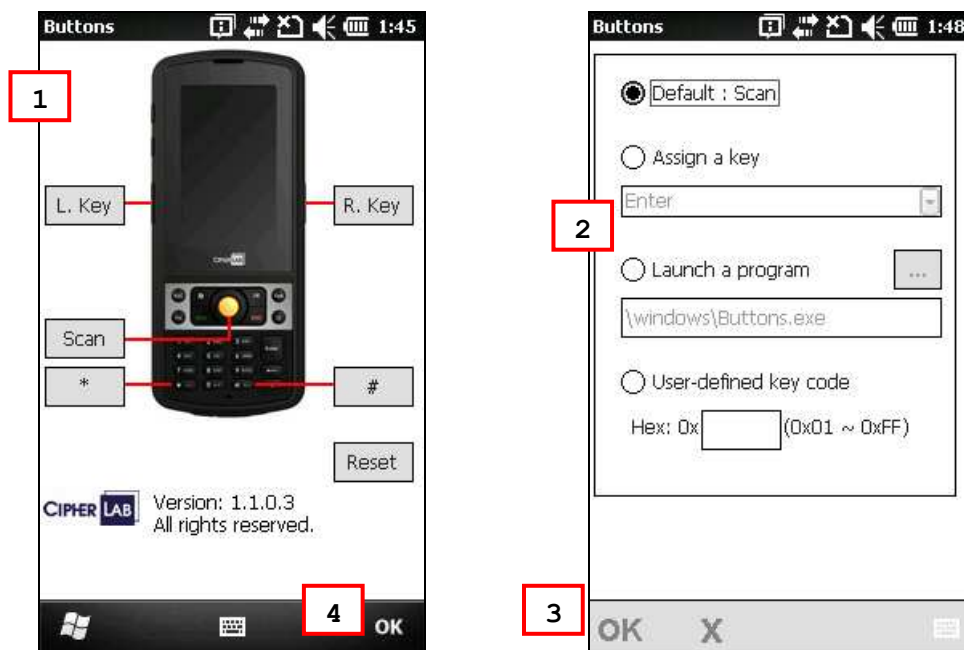 Buttons 1:45
1
L. Key
R. Key
CIPHERLAB
Scan
*
#
Reset
CIPHER LAB
Version: 1.1.0.3
All rights reserved.
4
OK
Buttons 1:48
Default : Scan
Assign a key
Enter
2
Launch a program
...
\windows\Buttons.exe
User-defined key code
Hex: 0x (0x01 ~ 0xFF)
3
OK X